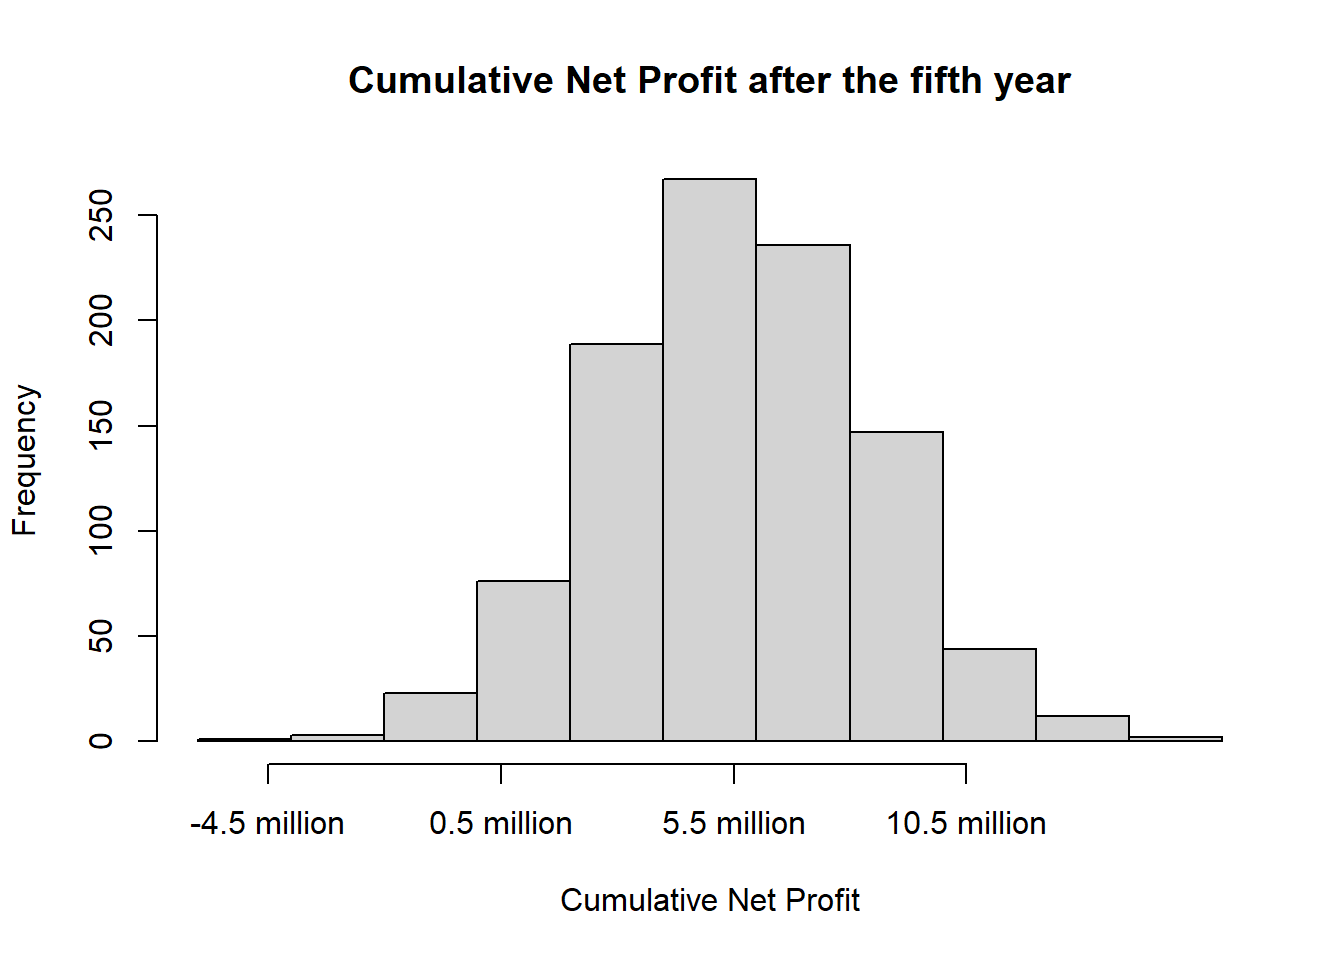 Cumulative Net Profit after the fifth year
250
200
150
100
50
0
Frequency
-4.5 million
0.5 million
5.5 million
10.5 million
Cumulative Net Profit